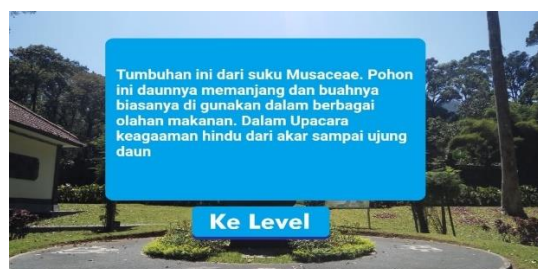 Tumbuhan ini dari suku Musaceae. Pohon
ini daunnya memanjang dan buahnya
biasanya di gunakan dalam berbagai
olahan makanan. Dalam Upacara
keagaaman hindu dari akar sampai ujung
daun
Ke Level